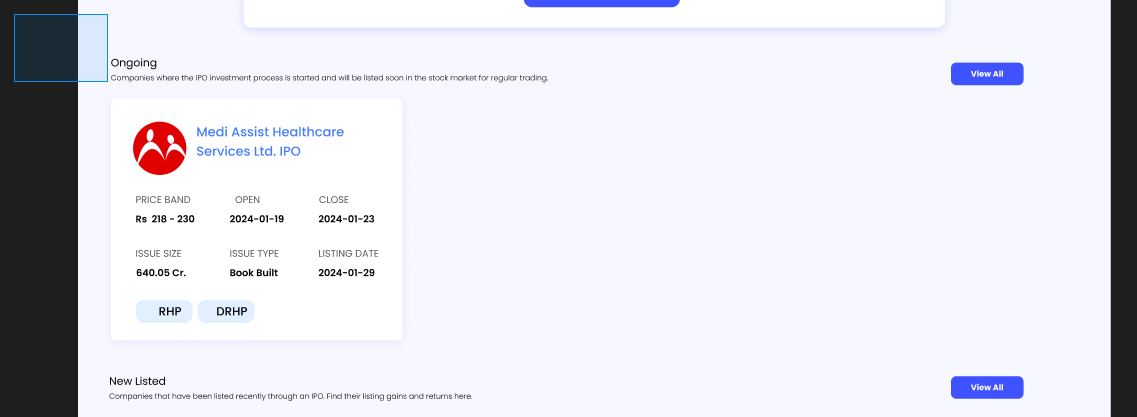 Ongoing
Companies where the IPO investment process is started and will be listed soon in the stock market for regular trading.
View All
Medi Assist Healthcare
Services Ltd. IPO
PRICE BAND OPEN CLOSE
Rs 218 - 230 2024-01-19 2024-01-23
ISSUE SIZE ISSUE TYPE LISTING DATE
640.05 Cr. Book Built 2024-01-29
RHP DRHP
New Listed
Companies that have been listed recently through an IPO. Find their listing gains and returns here.
View All